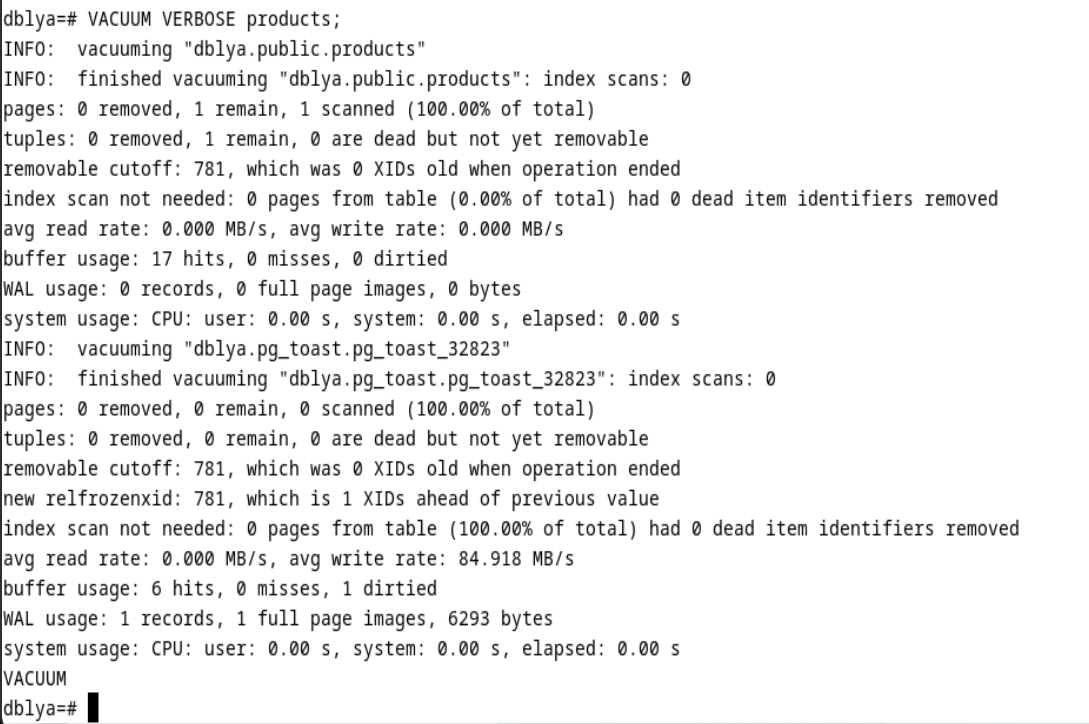 dblya=# VACUUM VERBOSE products;
INFO:  vacuuming "dblya.public.products"
INFO:  finished vacuuming "dblya.public.products": index scans: 0
pages: 0 removed, 1 remain, 1 scanned (100.00% of total)
tuples: 0 removed, 1 remain, 0 are dead but not yet removable
removable cutoff: 781, which was 0 XIDs old when operation ended
index scan not needed: 0 pages from table (0.00% of total) had 0 dead item identifiers removed
avg read rate: 0.000 MB/s, avg write rate: 0.000 MB/s
buffer usage: 17 hits, 0 misses, 0 dirtied
WAL usage: 0 records, 0 full page images, 0 bytes
system usage: CPU: user: 0.00 s, system: 0.00 s, elapsed: 0.00 s
INFO:  vacuuming "dblya.pg_toast.pg_toast_32823"
INFO:  finished vacuuming "dblya.pg_toast.pg_toast_32823": index scans: 0
pages: 0 removed, 0 remain, 0 scanned (100.00% of total)
tuples: 0 removed, 0 remain, 0 are dead but not yet removable
removable cutoff: 781, which was 0 XIDs old when operation ended
new relfrozenxid: 781, which is 1 XIDs ahead of previous value
index scan not needed: 0 pages from table (100.00% of total) had 0 dead item identifiers removed
avg read rate: 0.000 MB/s, avg write rate: 84.918 MB/s
buffer usage: 6 hits, 0 misses, 1 dirtied
WAL usage: 1 records, 1 full page images, 6293 bytes
system usage: CPU: user: 0.00 s, system: 0.00 s, elapsed: 0.00 s
VACUUM
dblya=#